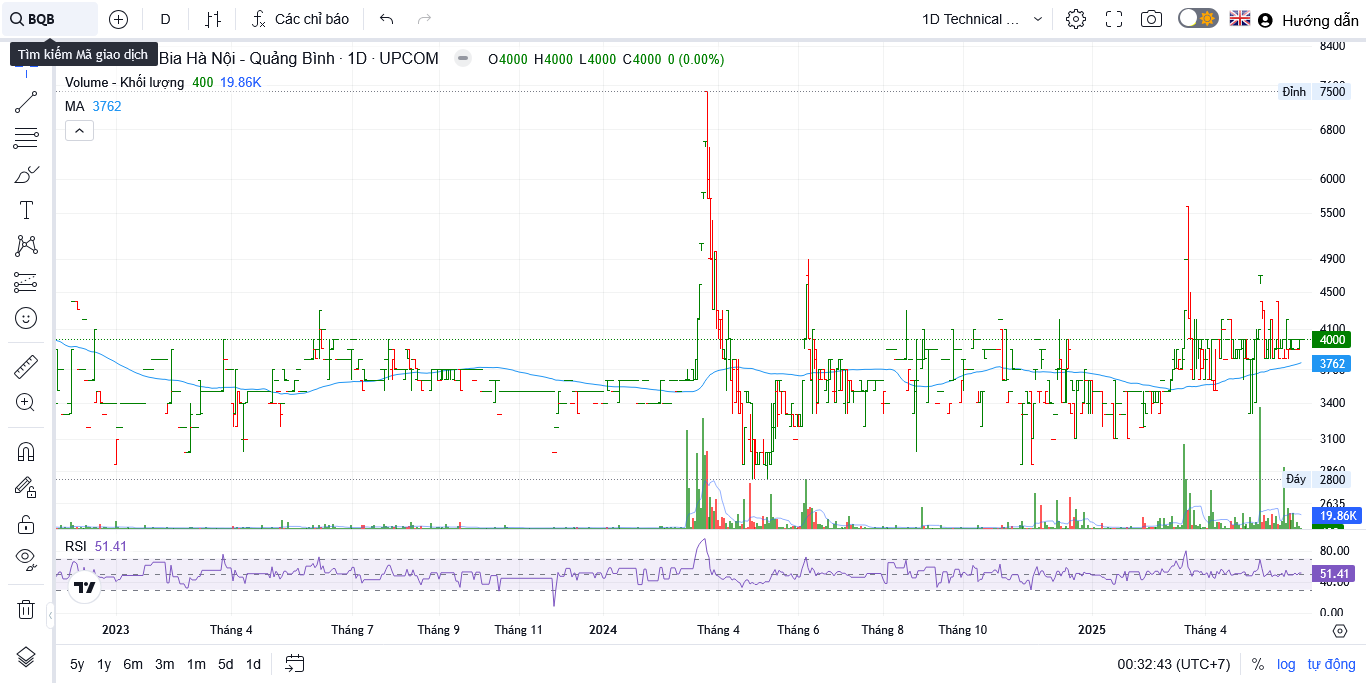 BQB D Các chỉ báo 1D Technical ... Hướng dẫn
Tìm kiếm Mã giao dịch
Bia Hà Nội - Quảng Bình · 1D · UPCOM O4000 H4000 L4000 C4000 0 (0.00%)
Volume - Khối lượng 400 19.86K
MA 3762
8400
Đỉnh 7500
6800
6000
5500
4900
4500
4100
4000
3762
3400
3100
2860
Đáy 2800
2635
19.86K
RSI 51.41
80.00
51.41
40.00
0.00
2023 Tháng 4 Tháng 7 Tháng 9 Tháng 11 2024 Tháng 4 Tháng 6 Tháng 8 Tháng 10 2025 Tháng 4
5y 1y 6m 3m 1m 5d 1d 00:32:43 (UTC+7) % log tự động